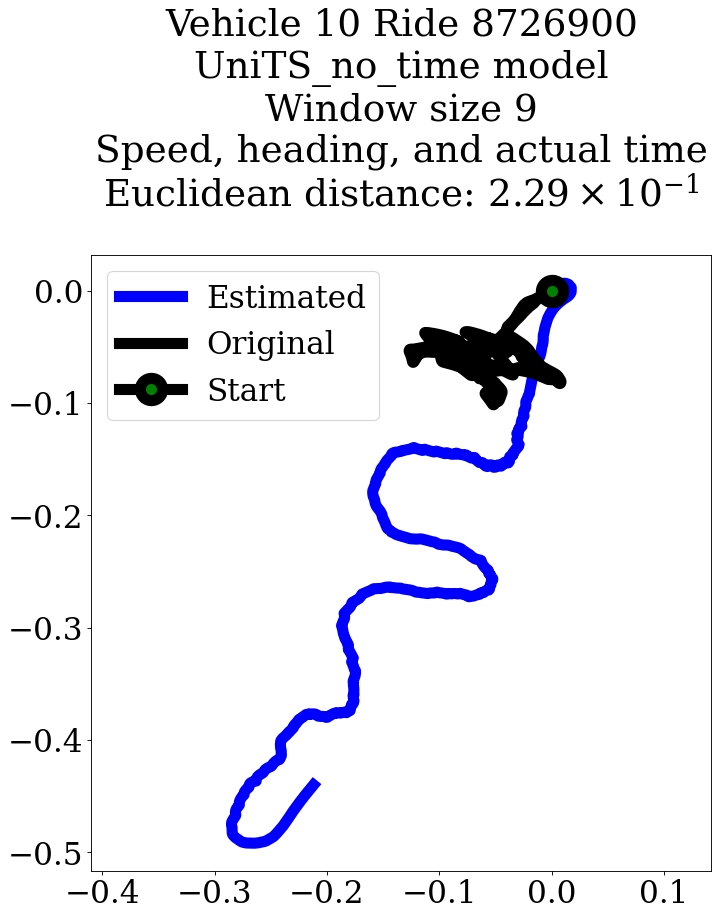 Vehicle 10 Ride 8726900
UniTS_no_time model
Window size 9
Speed, heading, and actual time
Euclidean distance: 2.29 × 10⁻¹
Estimated
Original
Start
0.0
−0.1
−0.2
−0.3
−0.4
−0.5
−0.4 −0.3 −0.2 −0.1 0.0 0.1